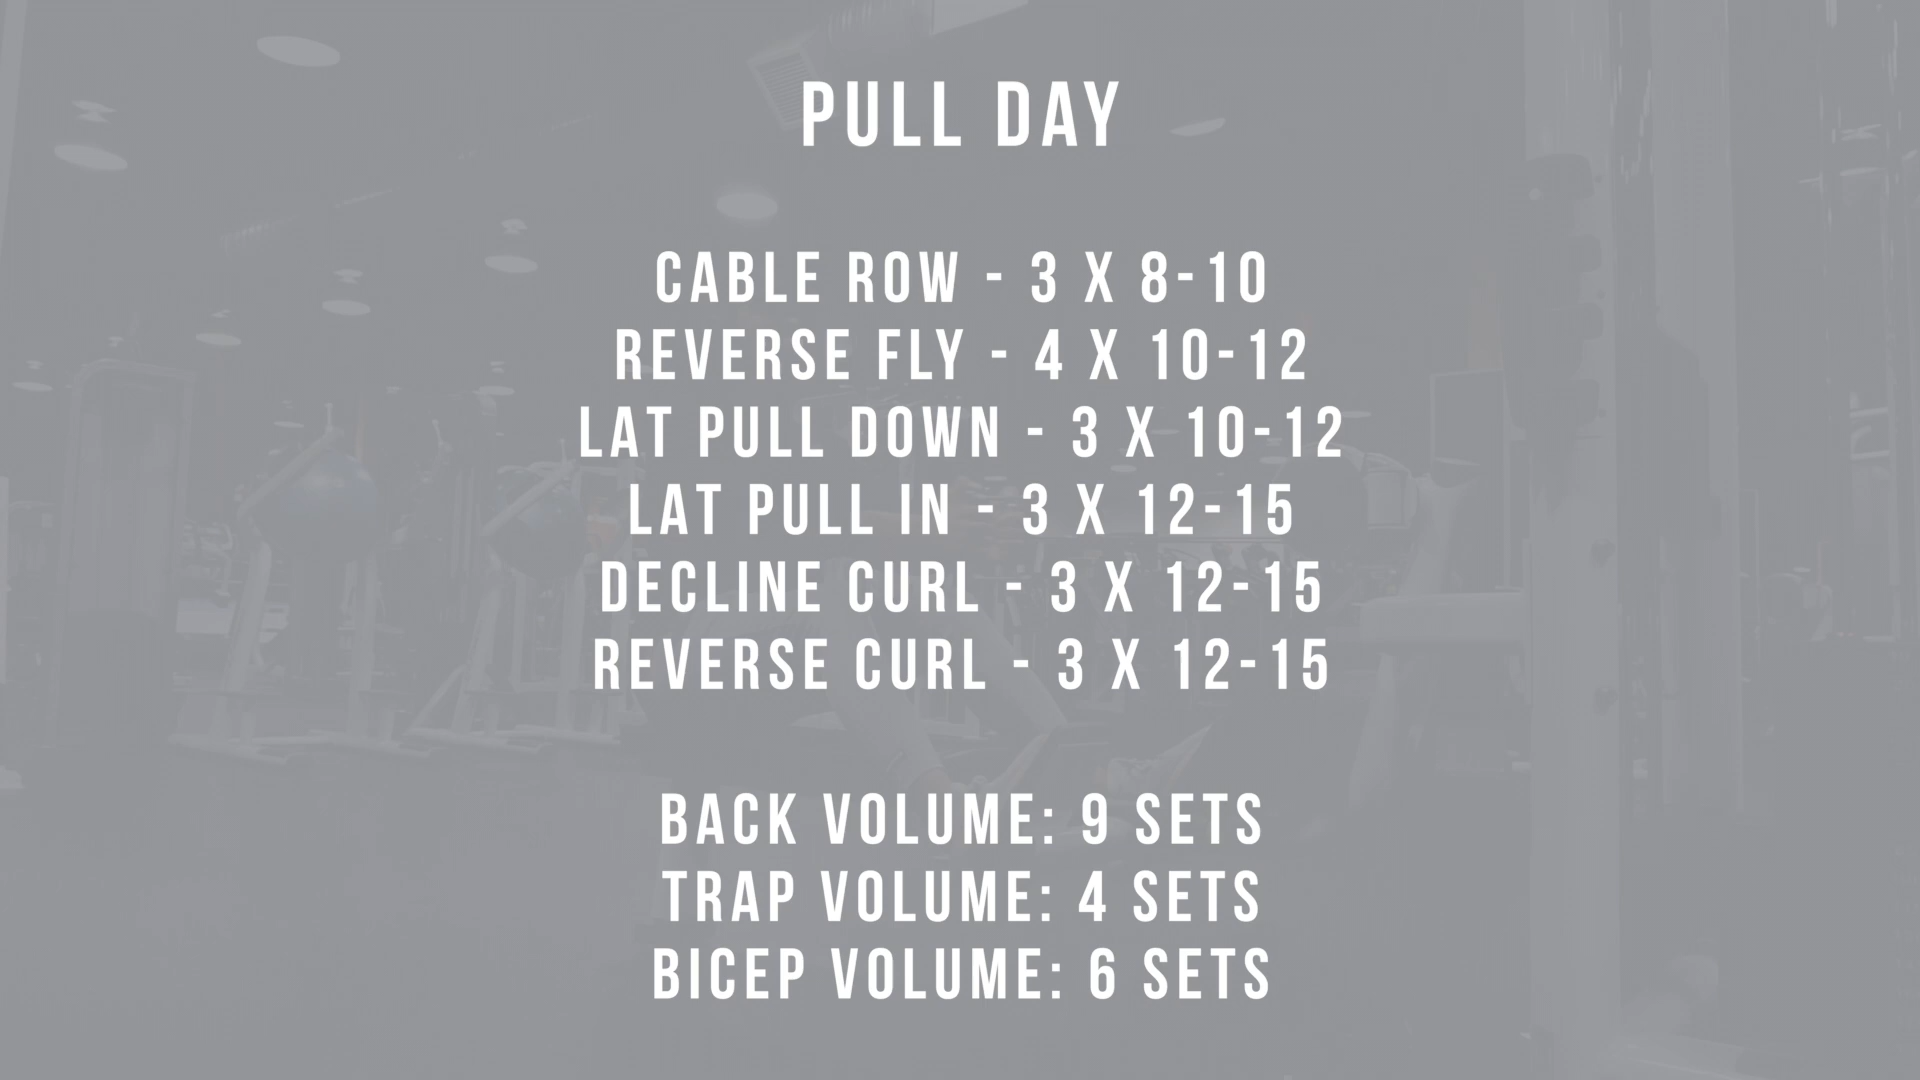 PULL DAY
CABLE ROW - 3 X 8-10
REVERSE FLY - 4 X 10-12
LAT PULL DOWN - 3 X 10-12
LAT PULL IN - 3 X 12-15
DECLINE CURL - 3 X 12-15
REVERSE CURL - 3 X 12-15
BACK VOLUME: 9 SETS
TRAP VOLUME: 4 SETS
BICEP VOLUME: 6 SETS